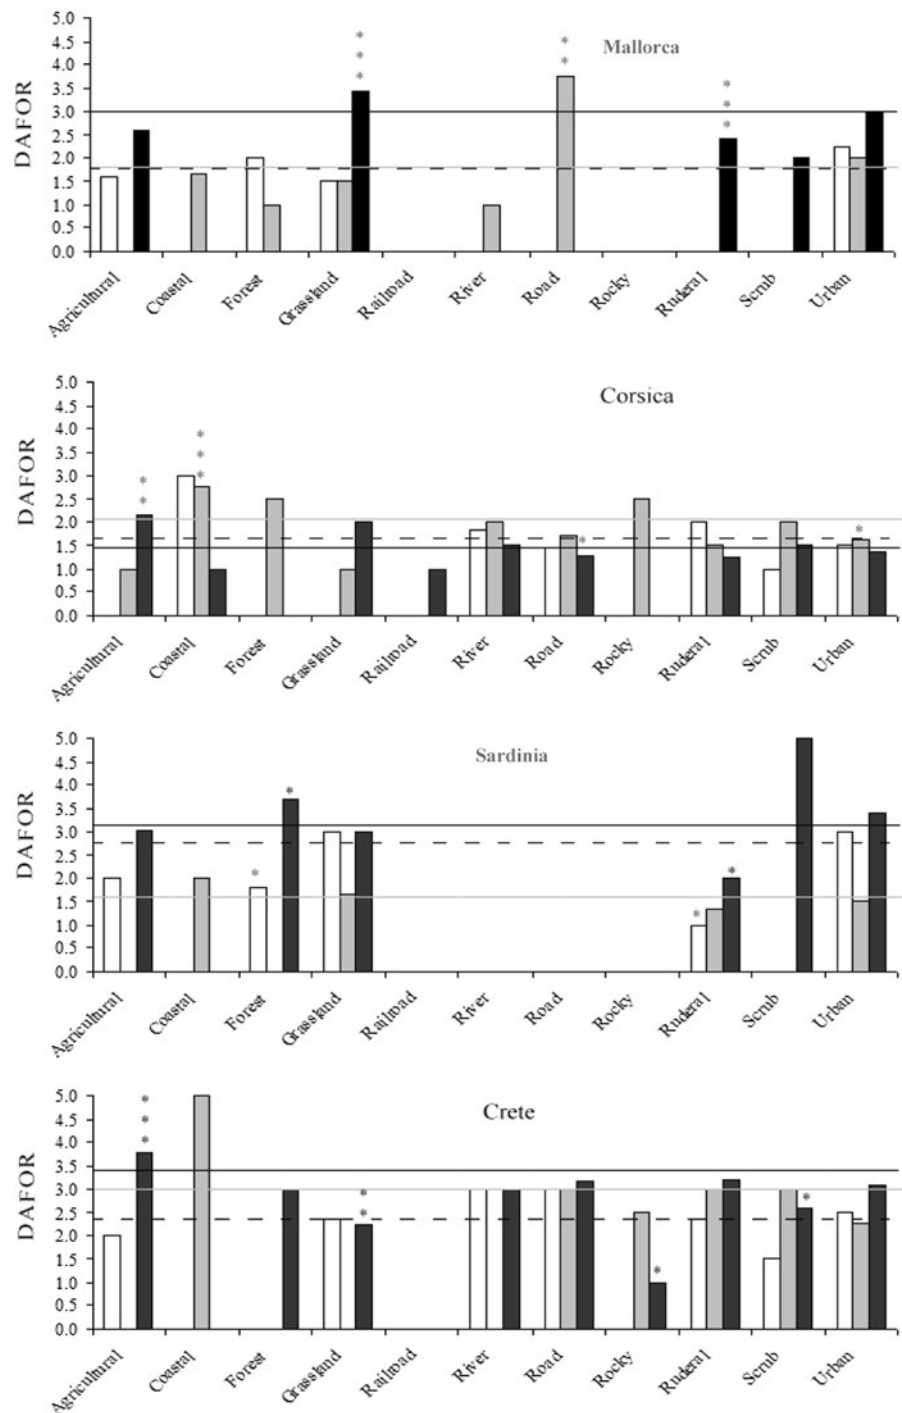 Mallorca
DAFOR
5.0
4.5
4.0
3.5
3.0
2.5
2.0
1.5
1.0
0.5
0.0
* * *
* *
* * *
Agricultural
Coastal
Forest
Grassland
Railroad
River
Road
Rocky
Ruderal
Scrub
Urban
Corsica
DAFOR
5.0
4.5
4.0
3.5
3.0
2.5
2.0
1.5
1.0
0.5
0.0
* *
* * *
*
*
Agricultural
Coastal
Forest
Grassland
Railroad
River
Road
Rocky
Ruderal
Scrub
Urban
Sardinia
DAFOR
5.0
4.5
4.0
3.5
3.0
2.5
2.0
1.5
1.0
0.5
0.0
*
*
*
*
Agricultural
Coastal
Forest
Grassland
Railroad
River
Road
Rocky
Ruderal
Scrub
Urban
Crete
DAFOR
5.0
4.5
4.0
3.5
3.0
2.5
2.0
1.5
1.0
0.5
0.0
* * *
* *
*
*
Agricultural
Coastal
Forest
Grassland
Railroad
River
Road
Rocky
Ruderal
Scrub
Urban